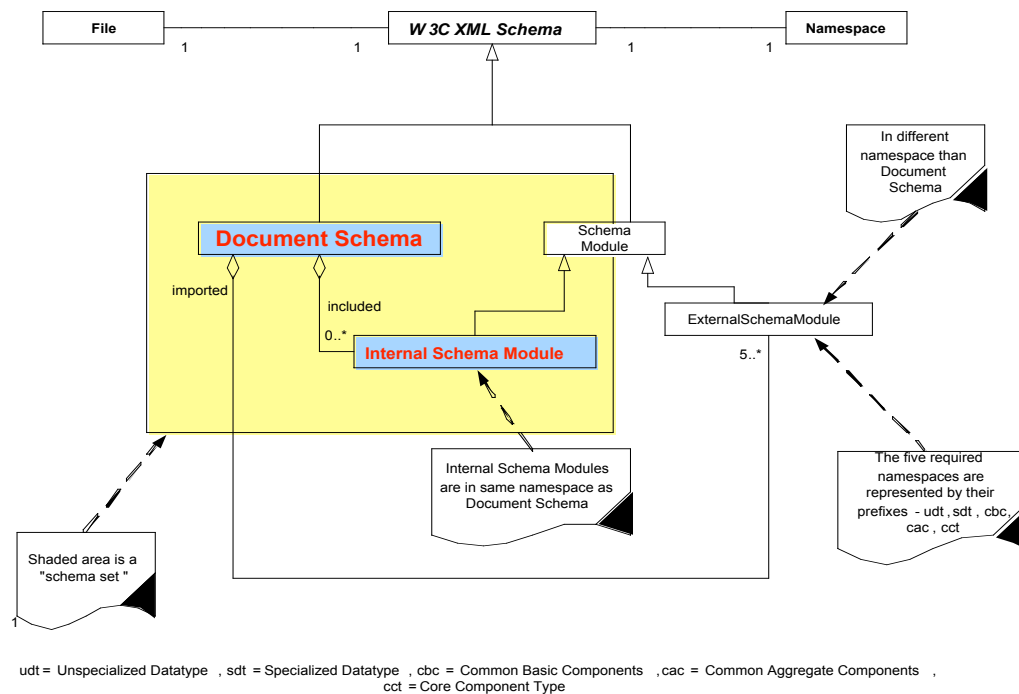 File
W3C XML Schema
Namespace
1
1
1
1
In different
namespace than
Document
Schema
Document Schema
Schema
Module
imported
included
0..*
ExternalSchemaModule
Internal Schema Module
5..*
Internal Schema Modules
are in same namespace as
Document Schema
The five required
namespaces are
represented by their
prefixes - udt , sdt , cbc,
cac , cct
Shaded area is a
"schema set "
1
udt = Unspecialized Datatype , sdt = Specialized Datatype , cbc = Common Basic Components , cac = Common Aggregate Components ,
cct = Core Component Type